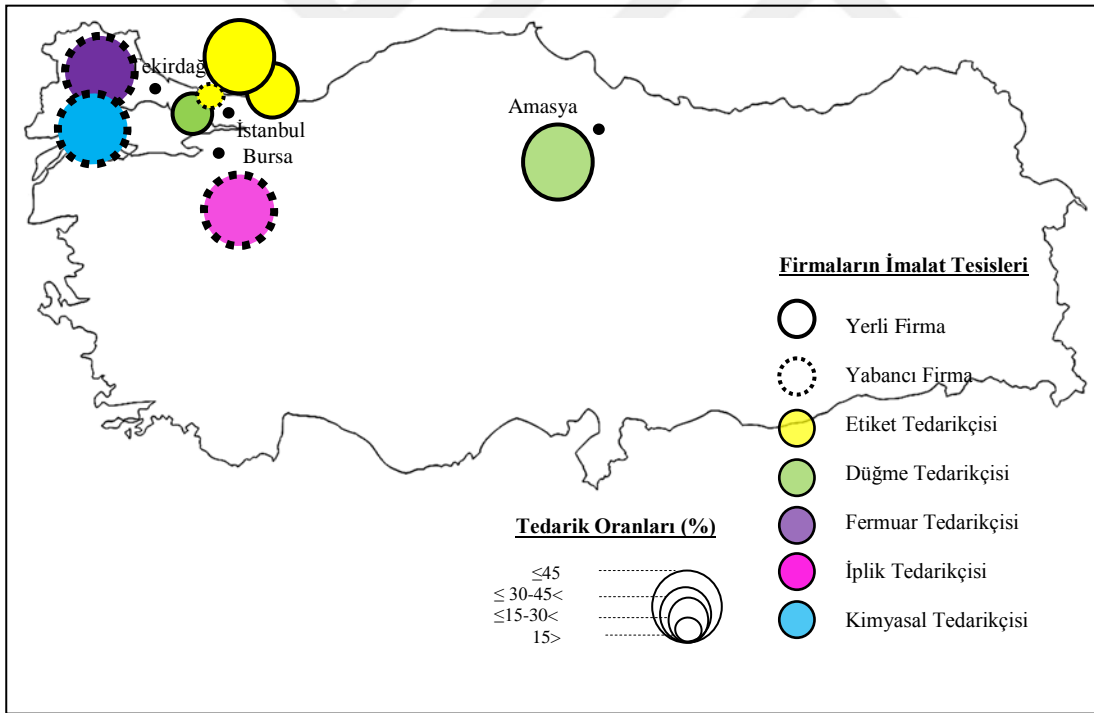 Tekirdağ
İstanbul
Bursa
Amasya
Firmaların İmalat Tesisleri
Yerli Firma
Yabancı Firma
Etiket Tedarikçisi
Düğme Tedarikçisi
Fermuar Tedarikçisi
İplik Tedarikçisi
Kimyasal Tedarikçisi
Tedarik Oranları (%)
≤45
≤ 30-45<
≤15-30<
15>